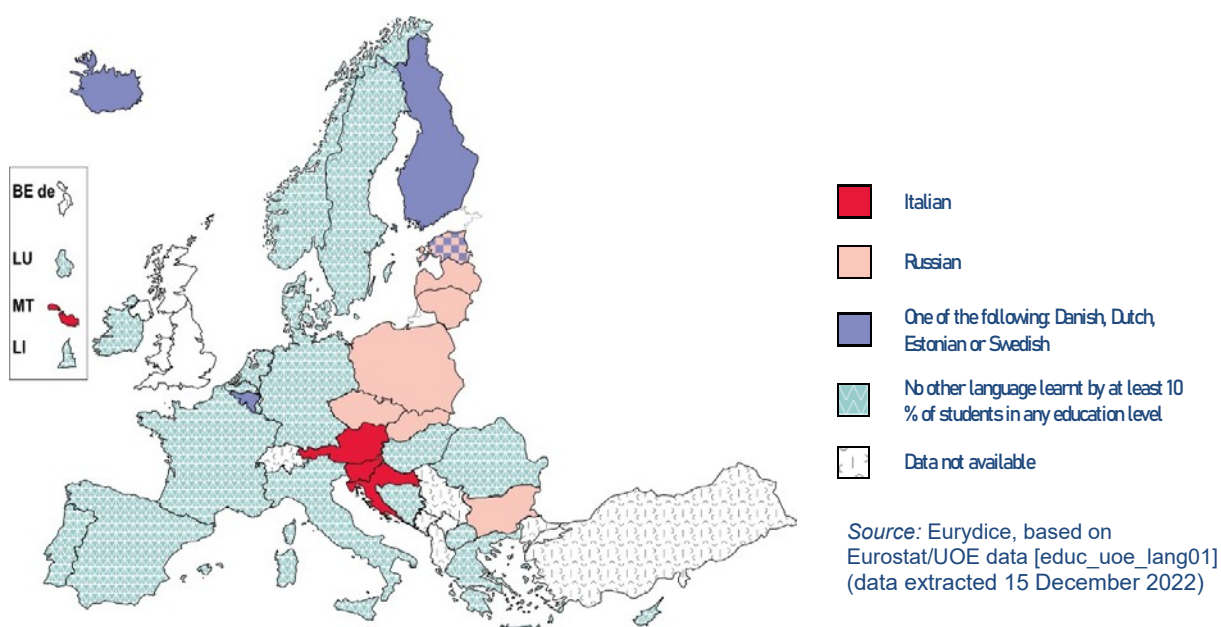 BE de
LU
MT
LI
Italian
Russian
One of the following: Danish, Dutch,
Estonian or Swedish
No other language learnt by at least 10
% of students in any education level
Data not available
Source: Eurydice, based on
Eurostat/UOE data [educ_uoe_lang01]
(data extracted 15 December 2022)